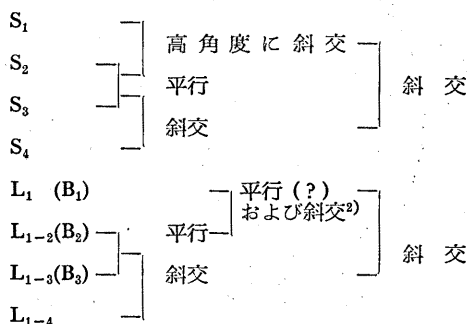 S₁
高角度に斜交
S₂
平行
斜交
S₃
斜交
S₄
L₁ (B₁)
平行(?)
および斜交²⁾
L₁₋₂(B₂)
平行
斜交
L₁₋₃(B₃)
斜交
L₁₋₄